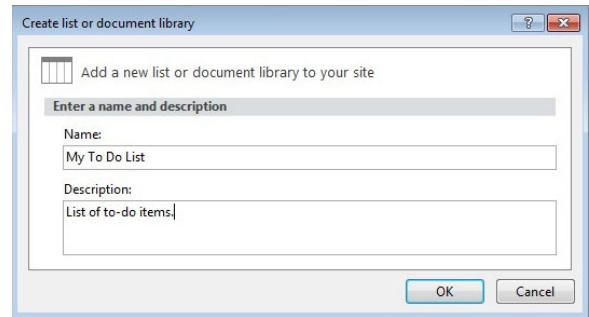 Create list or document library
Add a new list or document library to your site
Enter a name and description
Name:
My To Do List
Description:
List of to-do items.
OK Cancel